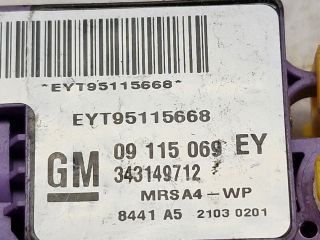 *EYT95115668*
EYT95115668
GM 09 115 069 EY
343149712
MRSA4-WP
8441 A5 2103 0201